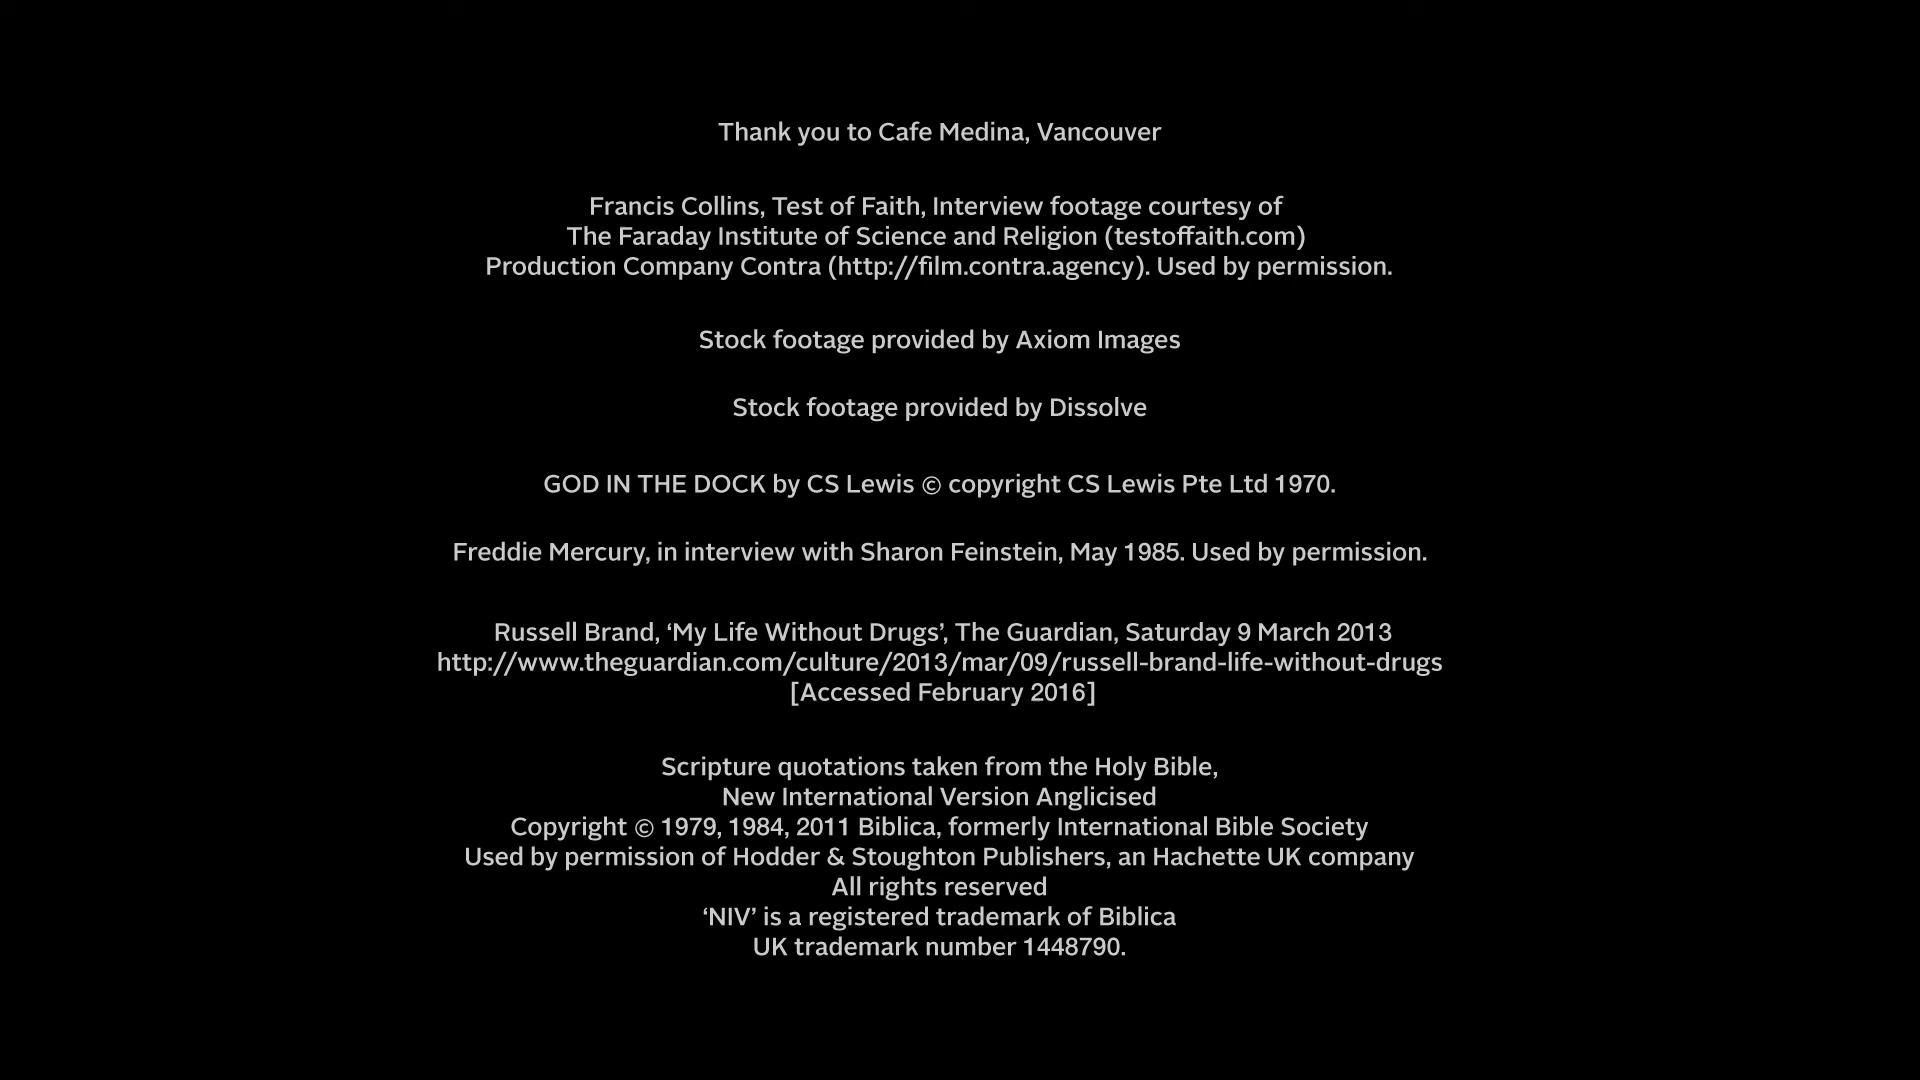 Thank you to Cafe Medina, Vancouver
Francis Collins, Test of Faith, Interview footage courtesy of
The Faraday Institute of Science and Religion (testoffaith.com)
Production Company Contra (http://film.contra.agency). Used by permission.
Stock footage provided by Axiom Images
Stock footage provided by Dissolve
GOD IN THE DOCK by CS Lewis © copyright CS Lewis Pte Ltd 1970.
Freddie Mercury, in interview with Sharon Feinstein, May 1985. Used by permission.
Russell Brand, ‘My Life Without Drugs’, The Guardian, Saturday 9 March 2013
http://www.theguardian.com/culture/2013/mar/09/russell-brand-life-without-drugs
[Accessed February 2016]
Scripture quotations taken from the Holy Bible,
New International Version Anglicised
Copyright © 1979, 1984, 2011 Biblica, formerly International Bible Society
Used by permission of Hodder & Stoughton Publishers, an Hachette UK company
All rights reserved
‘NIV’ is a registered trademark of Biblica
UK trademark number 1448790.